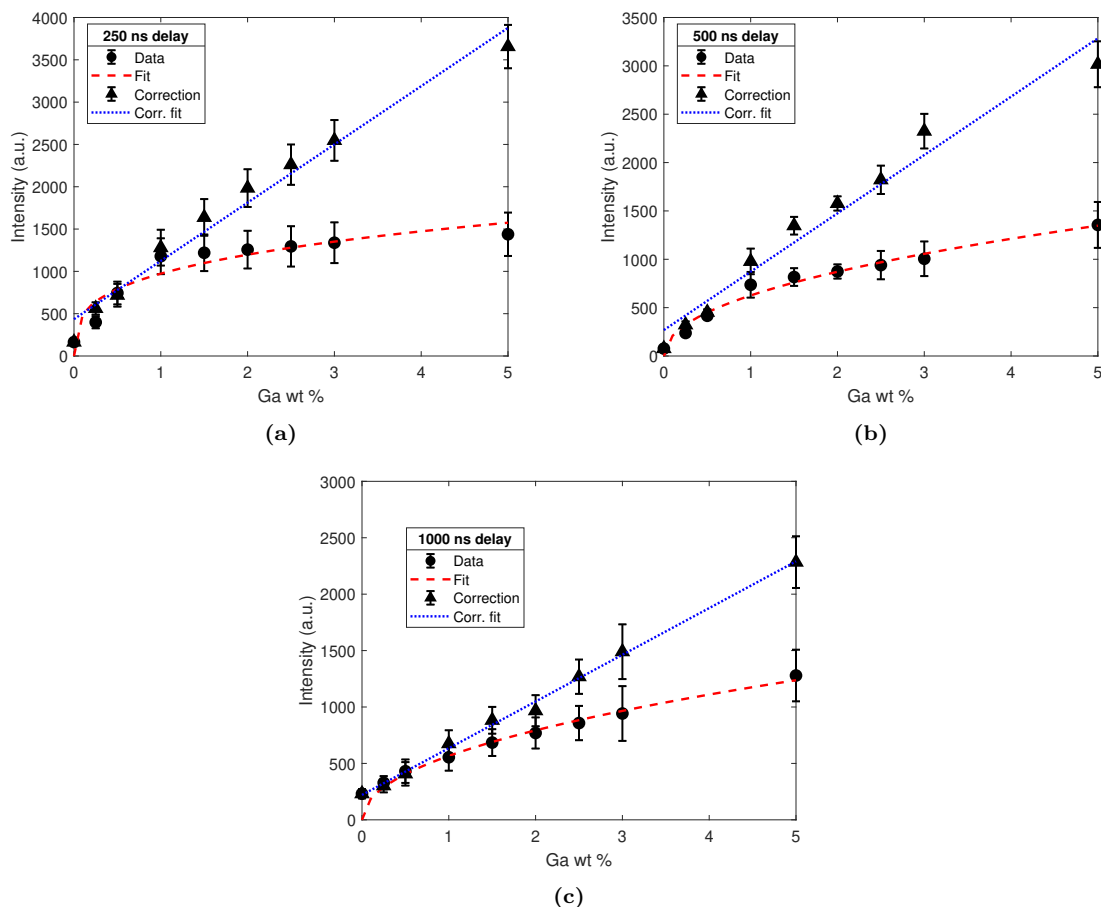 4000
3500
3000
2500
2000
1500
1000
500
0
Intensity (a.u.)
250 ns delay
Data
Fit
Correction
Corr. fit
0 1 2 3 4 5
Ga wt %
(a)
3500
3000
2500
2000
1500
1000
500
0
Intensity (a.u.)
500 ns delay
Data
Fit
Correction
Corr. fit
0 1 2 3 4 5
Ga wt %
(b)
3000
2500
2000
1500
1000
500
0
Intensity (a.u.)
1000 ns delay
Data
Fit
Correction
Corr. fit
0 1 2 3 4 5
Ga wt %
(c)